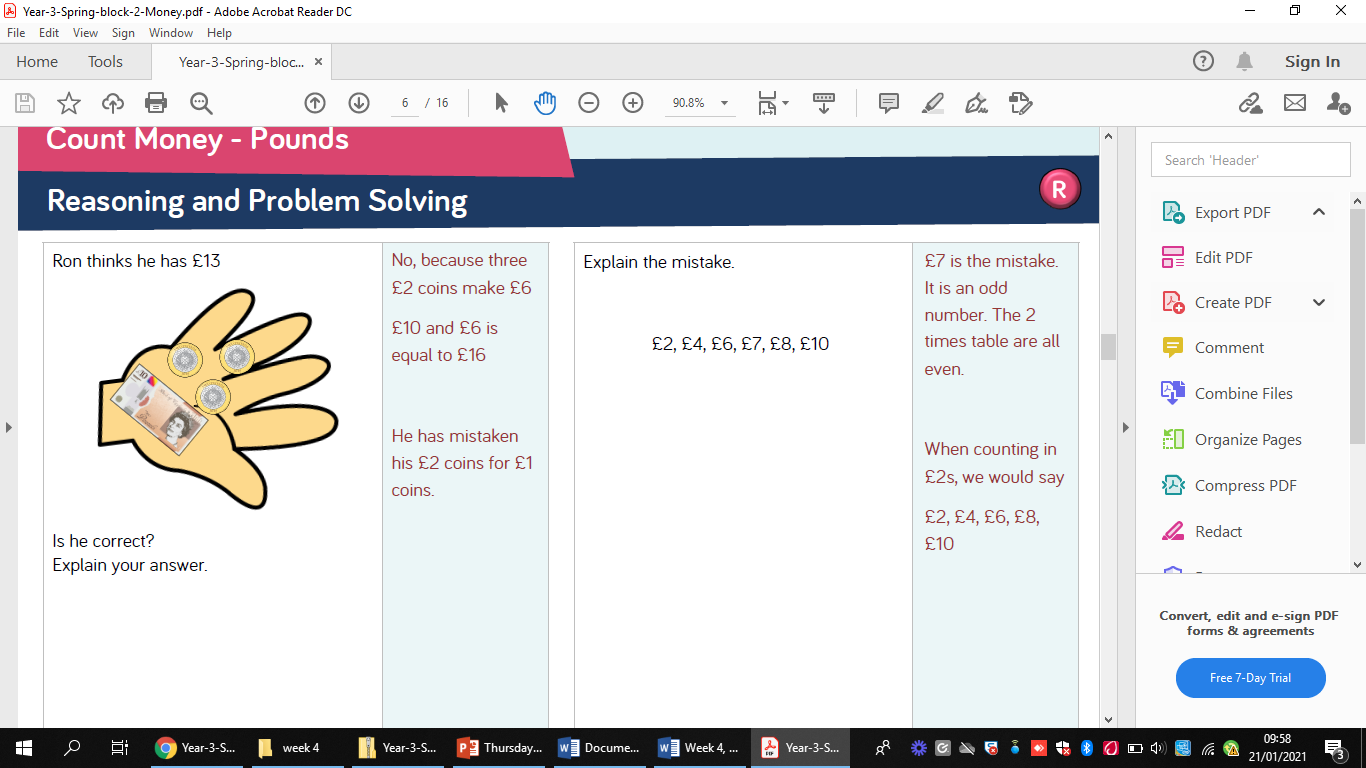 Year-3-Spring-block-2-Money.pdf - Adobe Acrobat Reader DC
File Edit View Sign Window Help
Home Tools Year-3-Spring-bloc... × Sign In
6 / 16 90.8%
Count Money - Pounds
Reasoning and Problem Solving
R
Ron thinks he has £13
Is he correct?
Explain your answer.
No, because three
£2 coins make £6
£10 and £6 is
equal to £16
He has mistaken
his £2 coins for £1
coins.
Explain the mistake.
£2, £4, £6, £7, £8, £10
£7 is the mistake.
It is an odd
number. The 2
times table are all
even.
When counting in
£2s, we would say
£2, £4, £6, £8,
£10
Search 'Header'
Export PDF
Edit PDF
Create PDF
Comment
Combine Files
Organize Pages
Compress PDF
Redact
Convert, edit and e-sign PDF
forms & agreements
Free 7-Day Trial
Year-3-S... week 4 Year-3-S... Thursday... Docume... Week 4, ... Year-3-S... 09:58
21/01/2021
3